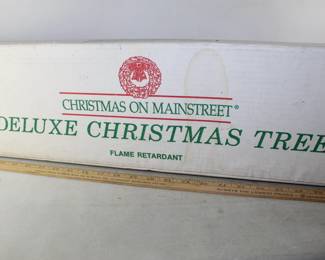 CHRISTMAS ON MAINSTREET®
DELUXE CHRISTMAS TREE
FLAME RETARDANT